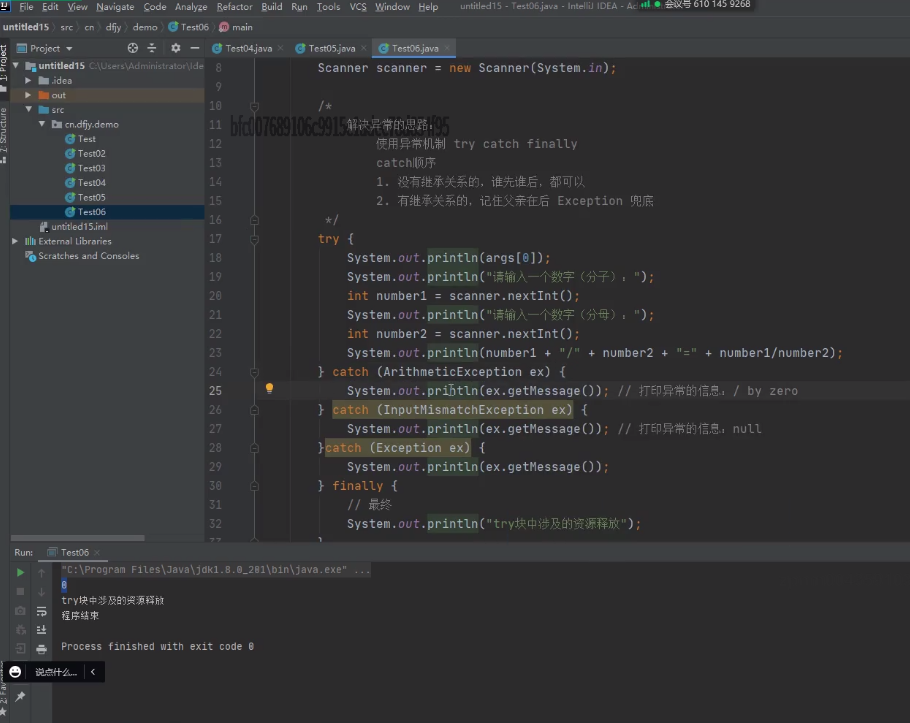 File Edit View Navigate Code Analyze Refactor Build Run Tools VCS Window Help untitled15 - Test06.java - IntelliJ IDEA - Ad
会议号 610 145 9268
untitled15 src cn dfjy demo Test06 main
Project
Test04.java Test05.java Test06.java
1: Project
untitled15 C:\Users\Administrator\Ide
.idea
out
src
cn.dfjy.demo
Test
Test02
Test03
Test04
Test05
Test06
untitled15.iml
External Libraries
Scratches and Consoles
Z: Structure
8 Scanner scanner = new Scanner(System.in);
9
10 /*
11 解决异常的思路:
12 使用异常机制 try catch finally
13 catch顺序
14 1. 没有继承关系的, 谁先谁后, 都可以
15 2. 有继承关系的, 记住父亲在后 Exception 兜底
16 */
17 try {
18 System.out.println(args[0]);
19 System.out.println("请输入一个数字(分子):");
20 int number1 = scanner.nextInt();
21 System.out.println("请输入一个数字(分母):");
22 int number2 = scanner.nextInt();
23 System.out.println(number1 + "/" + number2 + "=" + number1/number2);
24 } catch (ArithmeticException ex) {
25 System.out.println(ex.getMessage()); // 打印异常的信息: / by zero
26 } catch (InputMismatchException ex) {
27 System.out.println(ex.getMessage()); // 打印异常的信息: null
28 }catch (Exception ex) {
29 System.out.println(ex.getMessage());
30 } finally {
31 // 最终
32 System.out.println("try块中涉及的资源释放");
Run: Test06
"C:\Program Files\Java\jdk1.8.0_201\bin\java.exe" ...
0
try块中涉及的资源释放
程序结束
Process finished with exit code 0
说点什么...